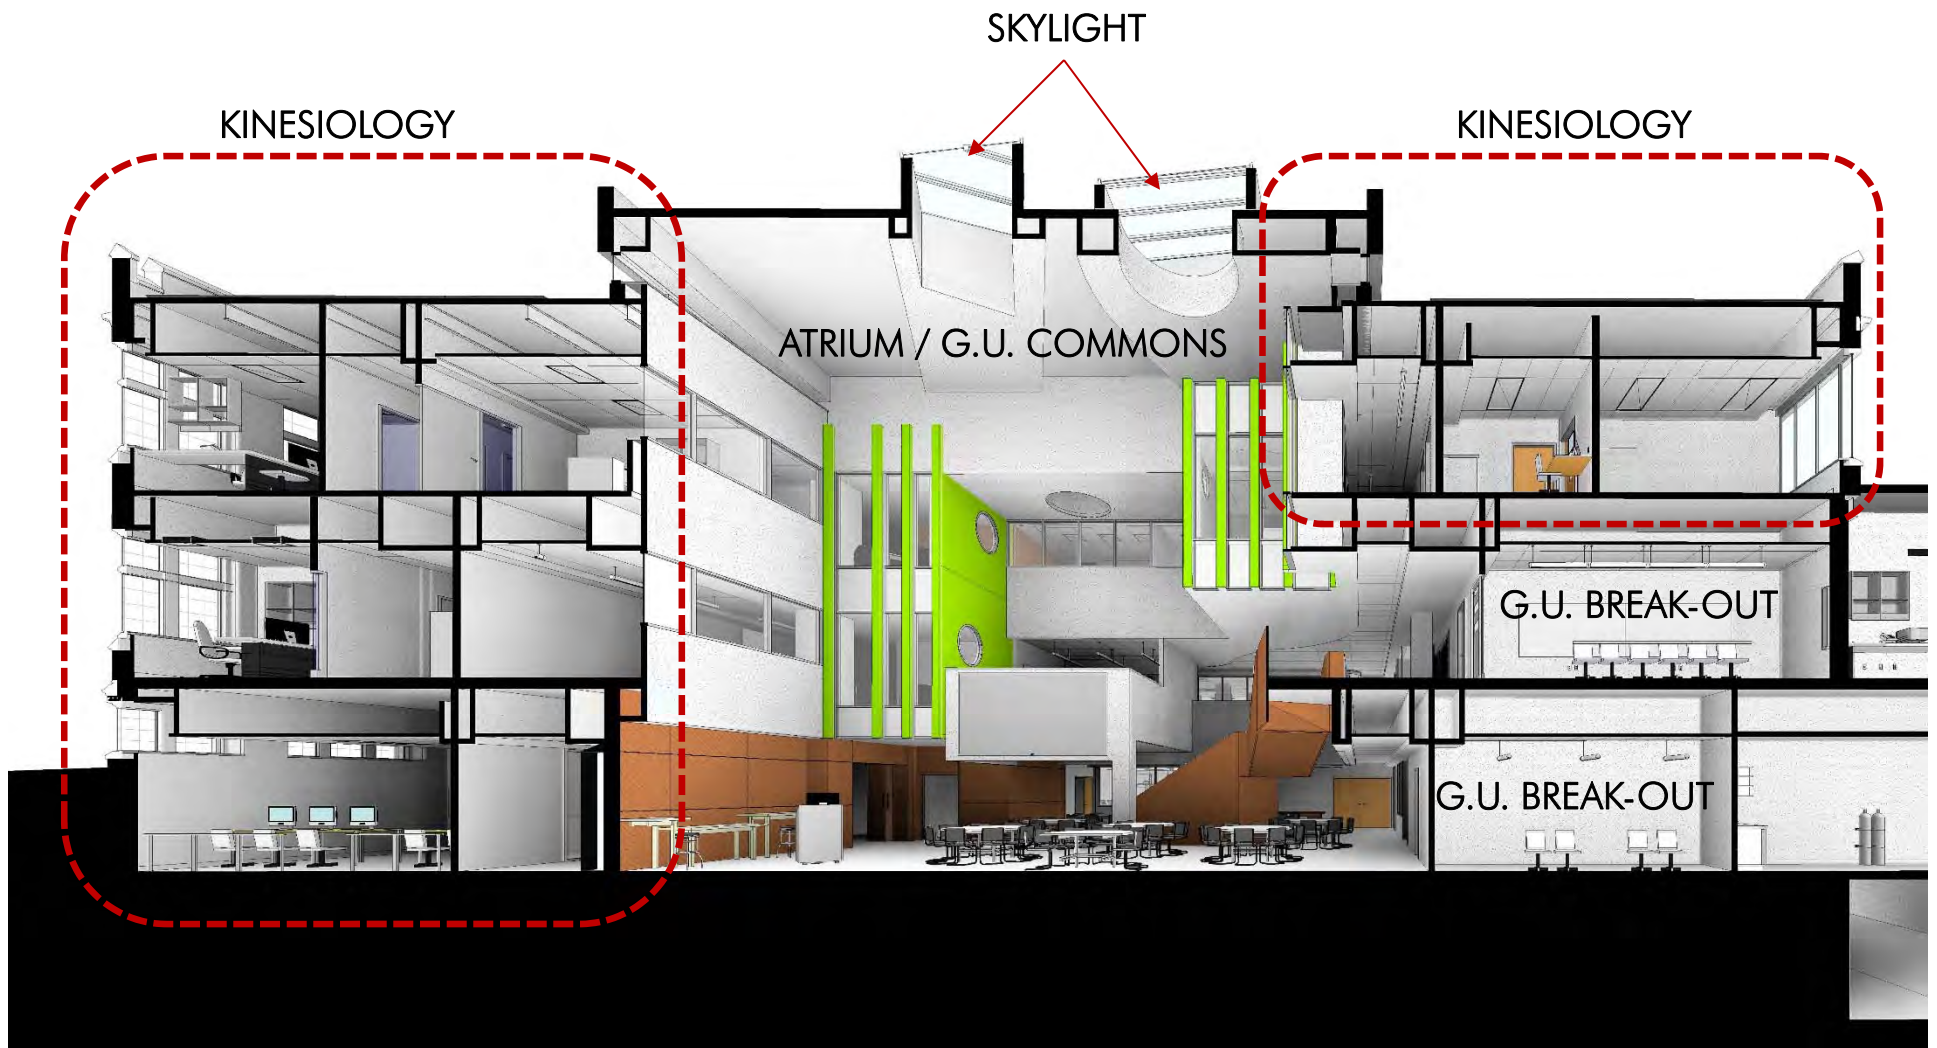 SKYLIGHT
KINESIOLOGY
KINESIOLOGY
ATRIUM / G.U. COMMONS
G.U. BREAK-OUT
G.U. BREAK-OUT